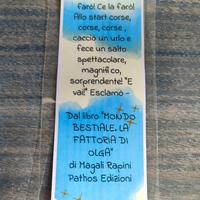 farò! Ce la farò!
Allo start corse,
corse, corse ,
cacciò un urlo e
fece un salto
spettacolare,
magnifico,
sorprendente! "E
vai!" Esclamò -
Dal libro "MONDO
BESTIALE. LA
FATTORIA DI
OLGA"
di Magali Rapini
Pathos Edizioni